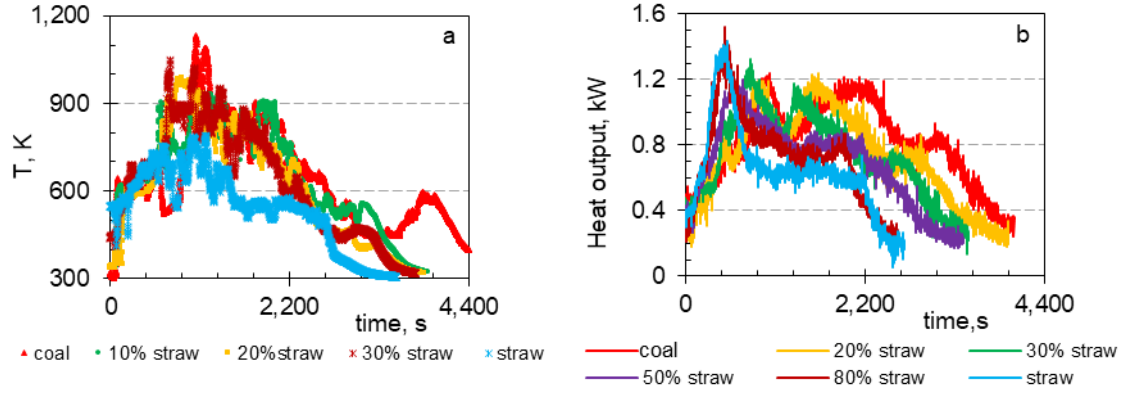 a
1,200
900
600
300
T, K
0
2,200
4,400
time, s
coal
10% straw
20%straw
30% straw
straw
b
1.6
1.2
0.8
0.4
0
Heat output, kW
0
2,200
4,400
time,s
coal
20% straw
30% straw
50% straw
80% straw
straw